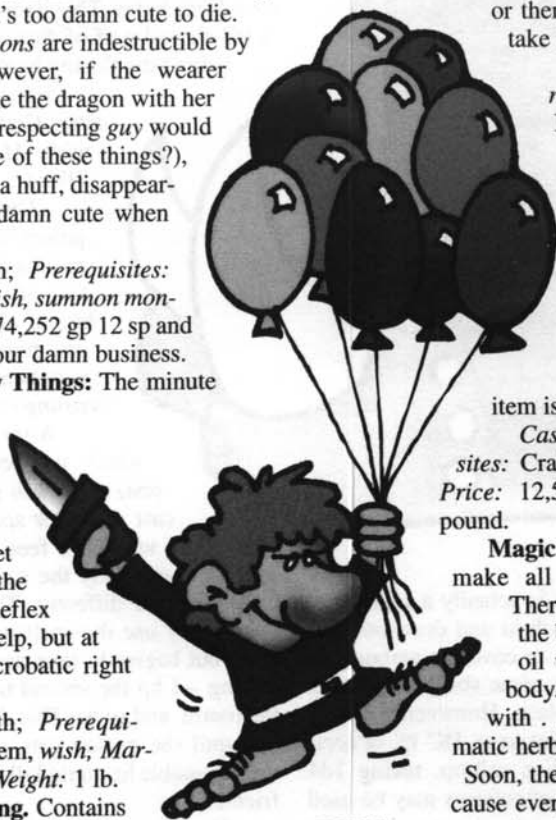 's too damn cute to die.
ons are indestructible by
wever, if the wearer
e the dragon with her
respecting guy would
e of these things?),
a huff, disappear-
damn cute when
n; Prerequisites:
ish, summon mon-
74,252 gp 12 sp and
our damn business.
y Things: The minute
et
the
eflex
elp, but at
crobatic right
th; Prerequi-
em, wish; Mar-
Weight: 1 lb.
ng. Contains
or then
take
item is
Cas
sites: Cra
Price: 12,5
pound.
Magic
make all
Then
the
oil
body.
with
matic herb
Soon, the
cause even